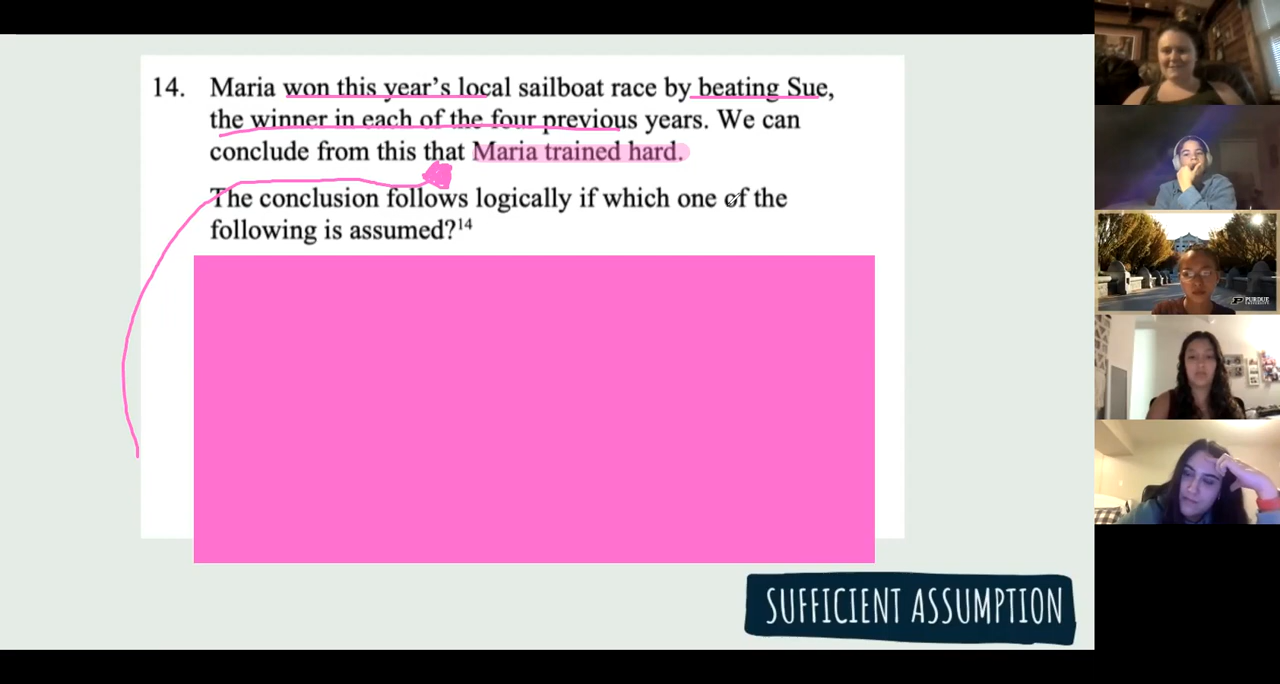 14. Maria won this year's local sailboat race by beating Sue,
the winner in each of the four previous years. We can
conclude from this that Maria trained hard.
The conclusion follows logically if which one of the
following is assumed?14
SUFFICIENT ASSUMPTION
PURDUE
UNIVERSITY